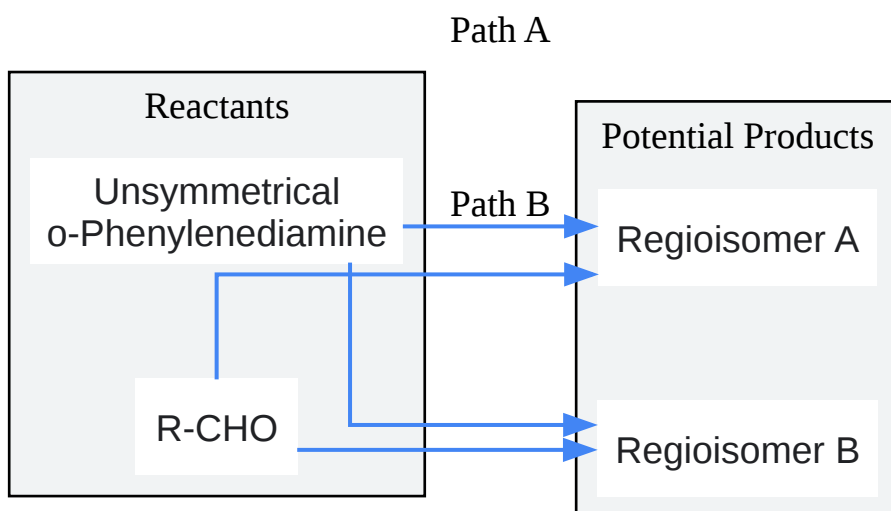 Path A
Reactants
Potential Products
Unsymmetrical
o-Phenylenediamine
Path B
Regioisomer A
R-CHO
Regioisomer B